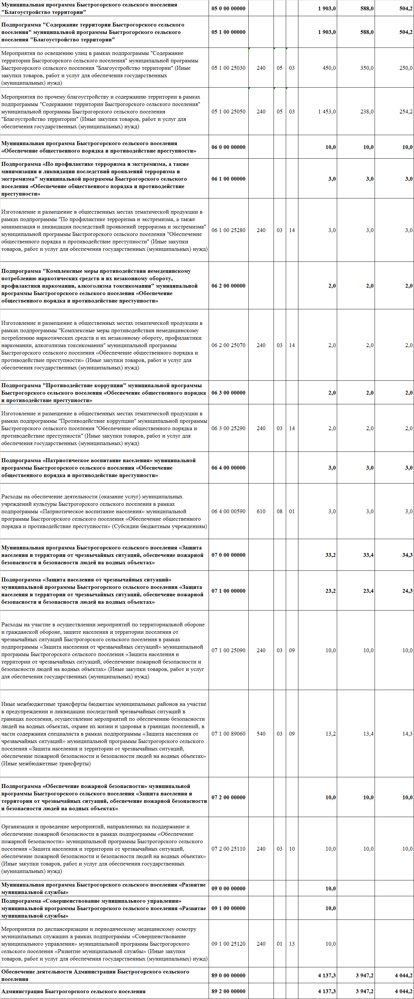 Муниципальная программа Быстрогорского сельского поселения
"Благоустройство территории"
05 0 00 00000 1 903,0 588,0 504,2
Подпрограмма "Содержание территории Быстрогорского сельского
поселения" муниципальной программы Быстрогорского сельского
поселения "Благоустройство территории"
05 1 00 00000 1 903,0 588,0 504,2
Мероприятия по освещению улиц в рамках подпрограммы "Содержание
территории Быстрогорского сельского поселения" муниципальной программы
Быстрогорского сельского поселения "Благоустройство территории" (Иные
закупки товаров, работ и услуг для обеспечения государственных
(муниципальных) нужд)
05 1 00 25030 240 05 03 450,0 350,0 250,0
Мероприятия по прочему благоустройству и содержанию территории в рамках
подпрограммы "Содержание территории Быстрогорского сельского поселения"
муниципальной программы Быстрогорского сельского поселения
"Благоустройство территории" (Иные закупки товаров, работ и услуг для
обеспечения государственных (муниципальных) нужд)
05 1 00 25050 240 05 03 1 453,0 238,0 254,2
Муниципальная программа Быстрогорского сельского поселения
«Обеспечение общественного порядка и противодействие преступности»
06 0 00 00000 10,0 10,0 10,0
Подпрограмма «По профилактике терроризма и экстремизма, а также
минимизации и ликвидации последствий проявлений терроризма и
экстремизма" муниципальной программы Быстрогорского сельского
поселения «Обеспечение общественного порядка и противодействие
преступности»
06 1 00 00000 3,0 3,0 3,0
Изготовление и размещение в общественных местах тематической продукции в
рамках подпрограммы "По профилактике терроризма и экстремизма, а также
минимизация и ликвидация последствий проявлений терроризма и экстремизма"
муниципальной программы Быстрогорского сельского поселения "Обеспечение
общественного порядка и противодействие преступности" (Иные закупки
товаров, работ и услуг для обеспечения государственных (муниципальных) нужд)
06 1 00 25280 240 03 14 3,0 3,0 3,0
Подпрограмма "Комплексные меры противодействия немедецинскому
потреблению наркотических средств и их незаконному обороту,
профилактики наркомании, алкоголизма токсикомании" муниципальной
программы Быстрогорского сельского поселения «Обеспечение
общественного порядка и противодействие преступности»
06 2 00 00000 2,0 2,0 2,0
Изготовление и размещение в общественных местах тематической продукции в
рамках подпрограммы "Комплексные меры противодействия немедицинскому
потреблению наркотических средств и их незаконному обороту, профилактики
наркомании, алкоголизма токсикомании" муниципальной программы
Быстрогорского сельского поселения «Обеспечение общественного порядка и
противодействие преступности» (Иные закупки товаров, работ и услуг для
обеспечения государственных (муниципальных) нужд)
06 2 00 25070 240 03 14 2,0 2,0 2,0
Подпрограмма "Противодействие коррупции" муниципальной программы
Быстрогорского сельского поселения «Обеспечение общественного порядка
и противодействие преступности»
06 3 00 00000 2,0 2,0 2,0
Изготовление и размещение в общественных местах тематической продукции в
рамках подпрограммы "Противодействие коррупции" муниципальной программы
Быстрогорского сельского поселения "Обеспечение общественного порядка и
противодействие преступности" (Иные закупки товаров, работ и услуг для
обеспечения государственных (муниципальных) нужд)
06 3 00 25290 240 03 14 2,0 2,0 2,0
Подпрограмма «Патриотическое воспитание населения» муниципальной
программы Быстрогорского сельского поселения «Обеспечение
общественного порядка и противодействие преступности»
06 4 00 00000 3,0 3,0 3,0
Расходы на обеспечение деятельности (оказание услуг) муниципальных
учреждений культуры Быстрогорского сельского поселения в рамках
подпрограммы «Патриотическое воспитание населения» муниципальной
программы Быстрогорского сельского поселения «Обеспечение общественного
порядка и противодействие преступности» (Субсидии бюджетным учреждениям)
06 4 00 00590 610 08 01 3,0 3,0 3,0
Муниципальная программа Быстрогорского сельского поселения «Защита
населения и территории от чрезвычайных ситуаций, обеспечение пожарной
безопасности и безопасности людей на водных объектах»
07 0 00 00000 33,2 33,4 34,3
Подпрограмма «Защита населения от чрезвычайных ситуаций»
муниципальной программы Быстрогорского сельского поселения «Защита
населения и территории от чрезвычайных ситуаций, обеспечение пожарной
безопасности и безопасности людей на водных объектах»
07 1 00 00000 23,2 23,4 24,3
Расходы на участие в осуществлении мероприятий по территориальной обороне
и гражданской обороне, защите населения и территории поселения от
чрезвычайных ситуаций Быстрогорского сельского поселения в рамках
подпрограммы «Защита населения от чрезвычайных ситуаций» муниципальной
программы Быстрогорского сельского поселения «Защита населения и
территории от чрезвычайных ситуаций, обеспечение пожарной безопасности и
безопасности людей на водных объектах» (Иные закупки товаров, работ и услуг
для обеспечения государственных (муниципальных) нужд)
07 1 00 25090 240 03 09 10,0 10,0 10,0
Иные межбюджетные трансферты бюджетам муниципальных районов на участие
в предупреждении и ликвидации последствий чрезвычайных ситуаций в
границах поселения, осуществление мероприятий по обеспечению безопасности
людей на водных объектах, охране их жизни и здоровья в границах поселений, в
части содержания специалиста в рамках подпрограммы «Защита населения от
чрезвычайных ситуаций» муниципальной программы Быстрогорского сельского
поселения «Защита населения и территории от чрезвычайных ситуаций,
обеспечение пожарной безопасности и безопасности людей на водных объектах»
(Иные межбюджетные трансферты)
07 1 00 89060 540 03 09 13,2 13,4 14,3
Подпрограмма «Обеспечение пожарной безопасности» муниципальной
программы Быстрогорского сельского поселения «Защита населения и
территории от чрезвычайных ситуаций, обеспечение пожарной безопасности
и безопасности людей на водных объектах»
07 2 00 00000 10,0 10,0 10,0
Организация и проведение мероприятий, направленных на поддержание и
обеспечение пожарной безопасности в рамках подпрограммы «Обеспечение
пожарной безопасности» муниципальной программы Быстрогорского сельского
поселения «Защита населения и территории от чрезвычайных ситуаций,
обеспечение пожарной безопасности и безопасности людей на водных объектах»
(Иные закупки товаров, работ и услуг для обеспечения государственных
(муниципальных) нужд)
07 2 00 25110 240 03 10 10,0 10,0 10,0
Муниципальная программа Быстрогорского сельского поселения «Развитие
муниципальной службы»
09 0 00 00000 10,0
Подпрограмма «Совершенствование муниципального управления»
муниципальной программы Быстрогорского сельского поселения «Развитие
муниципальной службы»
09 1 00 00000 10,0
Мероприятия по диспансеризации и периодическому медицинскому осмотру
муниципальных служащих в рамках подпрограммы «Совершенствование
муниципального управления» муниципальной программы Быстрогорского
сельского поселения «Развитие муниципальной службы» (Иные закупки
товаров, работ и услуг для обеспечения государственных (муниципальных) нужд)
09 1 00 25120 240 01 13 10,0
Обеспечение деятельности Администрации Быстрогорского сельского
поселения
89 0 00 00000 4 137,3 3 947,2 4 044,2
Администрация Быстрогорского сельского поселения
89 2 00 00000 4 137,3 3 947,2 4 044,2